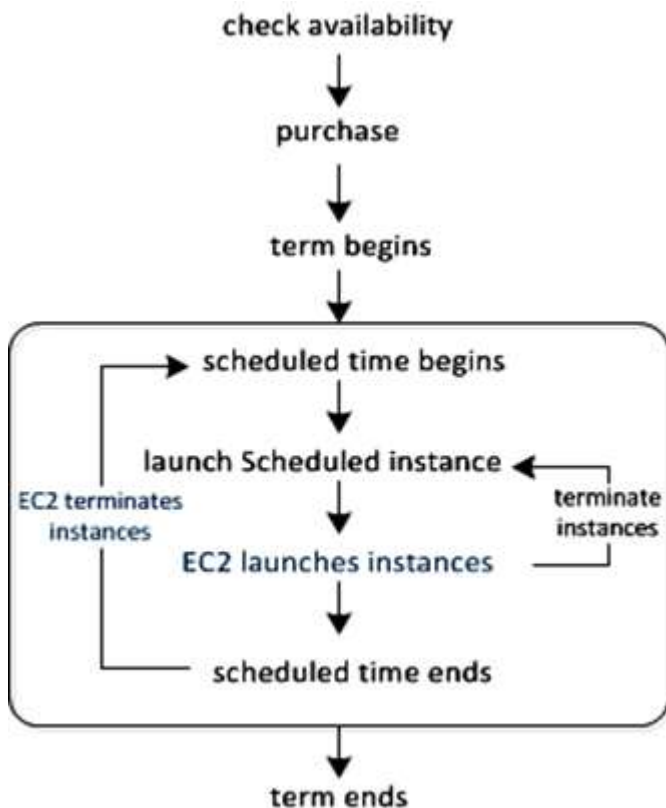 check availability
purchase
term begins
scheduled time begins
launch Scheduled instance
EC2 terminates
instances
terminate
instances
EC2 launches instances
scheduled time ends
term ends